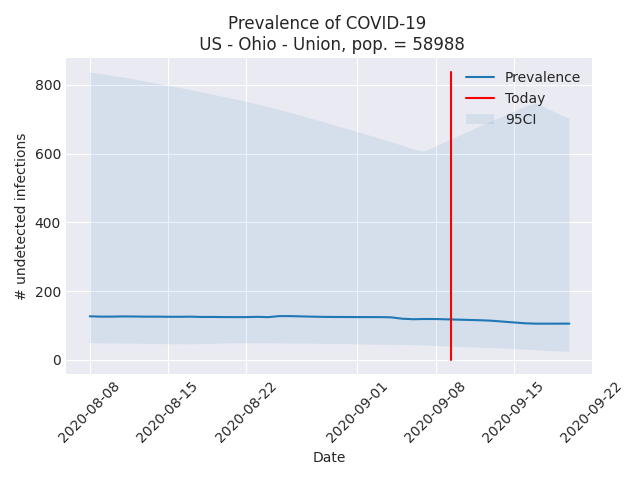 Prevalence of COVID-19
US - Ohio - Union, pop. = 58988
# undetected infections
800
600
400
200
0
Prevalence
Today
95CI
2020-08-08
2020-08-15
2020-08-22
2020-09-01
2020-09-08
2020-09-15
2020-09-22
Date